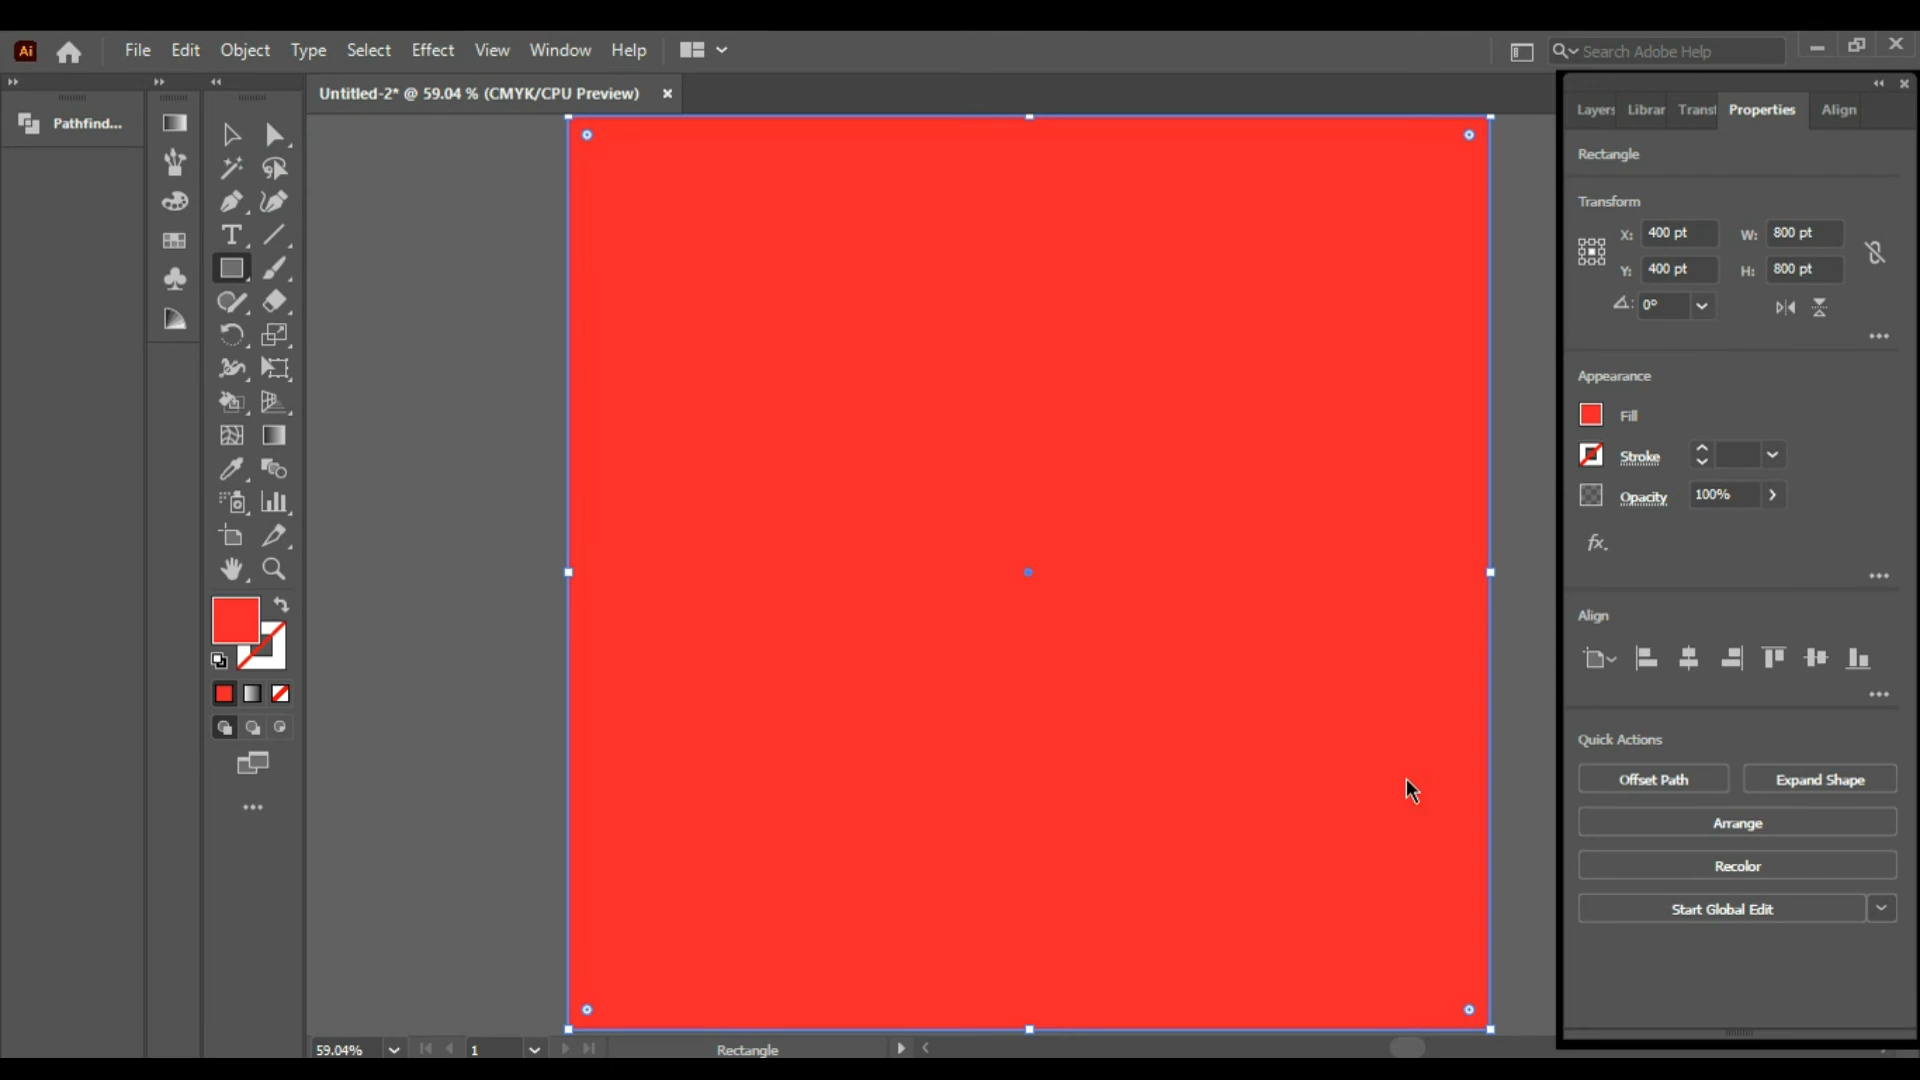 Ai File Edit Object Type Select Effect View Window Help Search Adobe Help
Untitled-2* @ 59.04 % (CMYK/CPU Preview)
Pathfind...
Layers Librar Transf Properties Align
Rectangle
Transform
X: 400 pt W: 800 pt
Y: 400 pt H: 800 pt
0°
Appearance
Fill
Stroke
Opacity 100%
fx.
Align
Quick Actions
Offset Path Expand Shape
Arrange
Recolor
Start Global Edit
59.04% 1 Rectangle